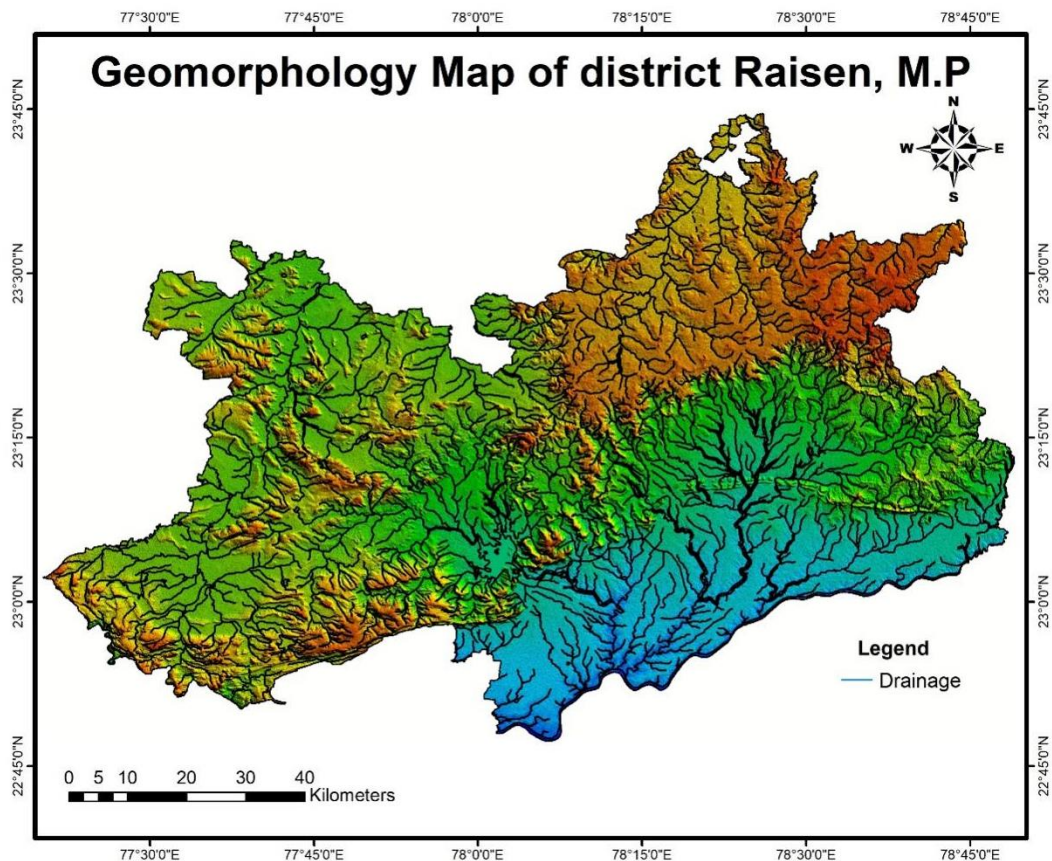 77°30'0"E 77°45'0"E 78°0'0"E 78°15'0"E 78°30'0"E 78°45'0"E
Geomorphology Map of district Raisen, M.P
N
W E
S
23°45'0"N 23°45'0"N
23°30'0"N 23°30'0"N
23°15'0"N 23°15'0"N
23°0'0"N 23°0'0"N
Legend
Drainage
22°45'0"N 22°45'0"N
0 5 10 20 30 40
Kilometers
77°30'0"E 77°45'0"E 78°0'0"E 78°15'0"E 78°30'0"E 78°45'0"E